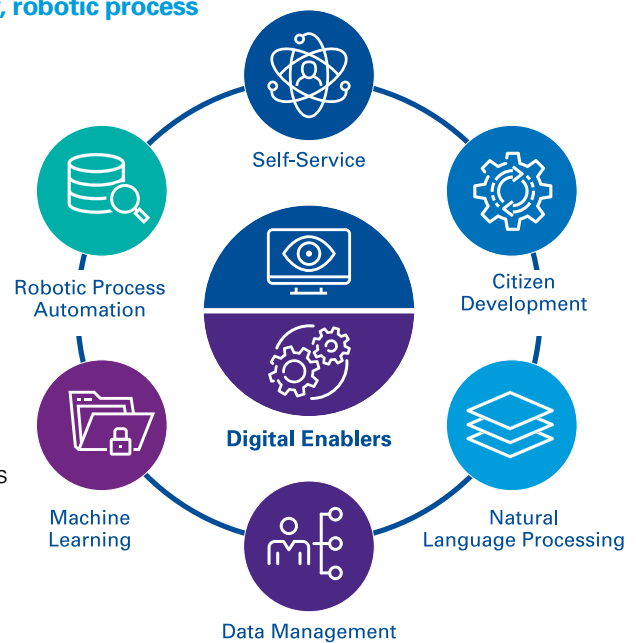 , robotic process
Self-Service
Robotic Process
Automation
Citizen
Development
Digital Enablers
s
Machine
Learning
Natural
Language Processing
Data Management